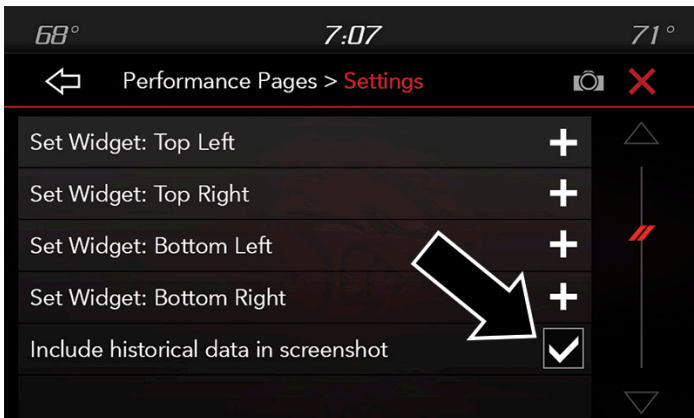 68° 7:07 71°
Performance Pages > Settings
Set Widget: Top Left
Set Widget: Top Right
Set Widget: Bottom Left
Set Widget: Bottom Right
Include historical data in screenshot